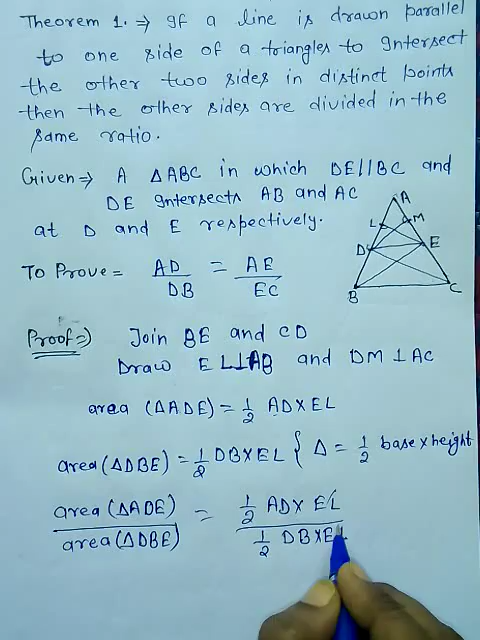 Theorem 1. ⇒ If a line is drawn parallel
to one side of a triangles to Intersect
the other two sides in distinct points
then the other sides are divided in the
same ratio.
Given ⇒ A ΔABC in which DE//BC and
DE Intersects AB and AC
at D and E respectively.
A
L M
D E
B C
To Prove = AD/DB = AE/EC
Proof ⇒) Join BE and CD
Draw EL⊥AB and DM ⊥ AC
area (ΔADE) = 1/2 AD×EL
area (ΔDBE) = 1/2 DB×EL { Δ = 1/2 base×height
area (ΔADE)/area (ΔDBE) = 1/2 AD× EL/1/2 DB×EL